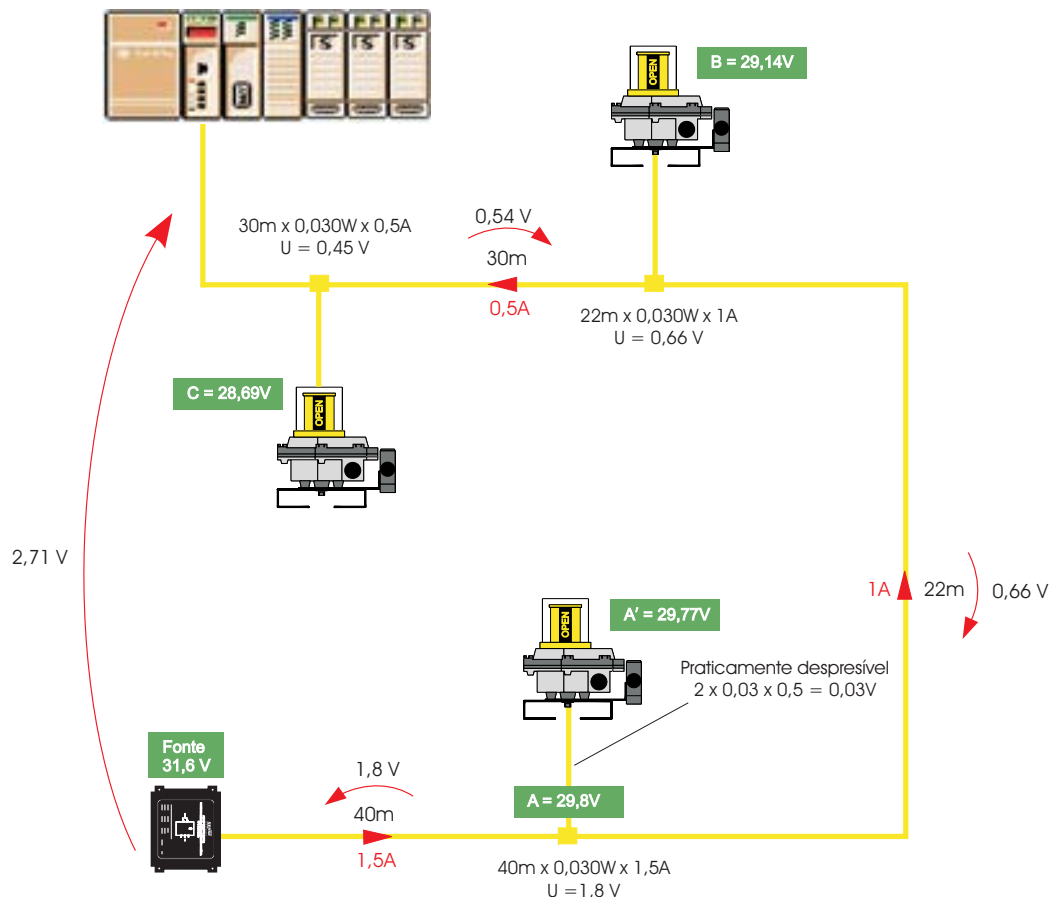 B = 29,14V
OPEN
30m x 0,030W x 0,5A
U = 0,45 V
0,54 V
30m
0,5A
22m x 0,030W x 1A
U = 0,66 V
C = 28,69V
OPEN
2,71 V
1A
22m
0,66 V
OPEN
A' = 29,77V
Praticamente despresível
2 x 0,03 x 0,5 = 0,03V
Fonte
31,6 V
1,8 V
40m
1,5A
A = 29,8V
40m x 0,030W x 1,5A
U =1,8 V